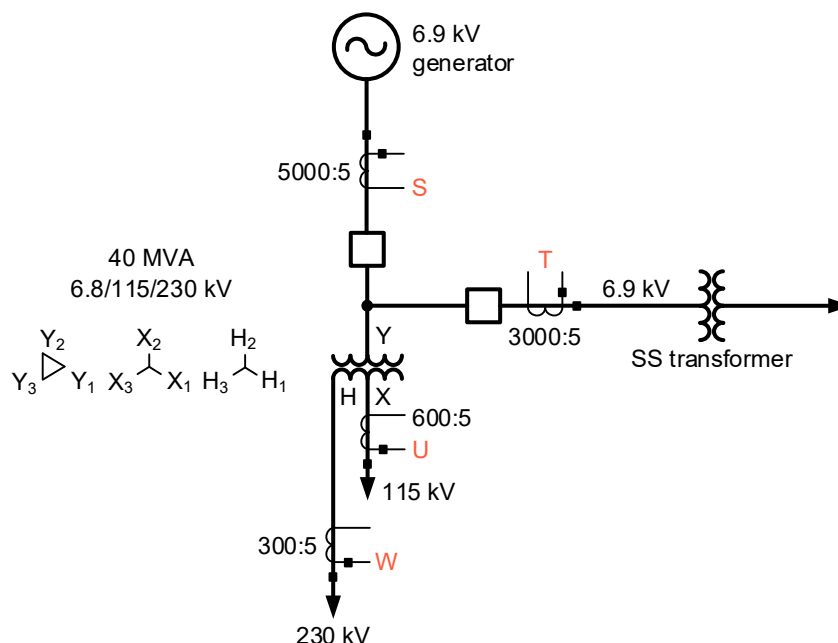 6.9 kV
generator
5000:5
S
40 MVA
6.8/115/230 kV
T
6.9 kV
3000:5
SS transformer
Y₂
Y₃ Y₁
X₂
X₃ X₁
H₂
H₃ H₁
Y
H X
600:5
U
115 kV
300:5
W
230 kV